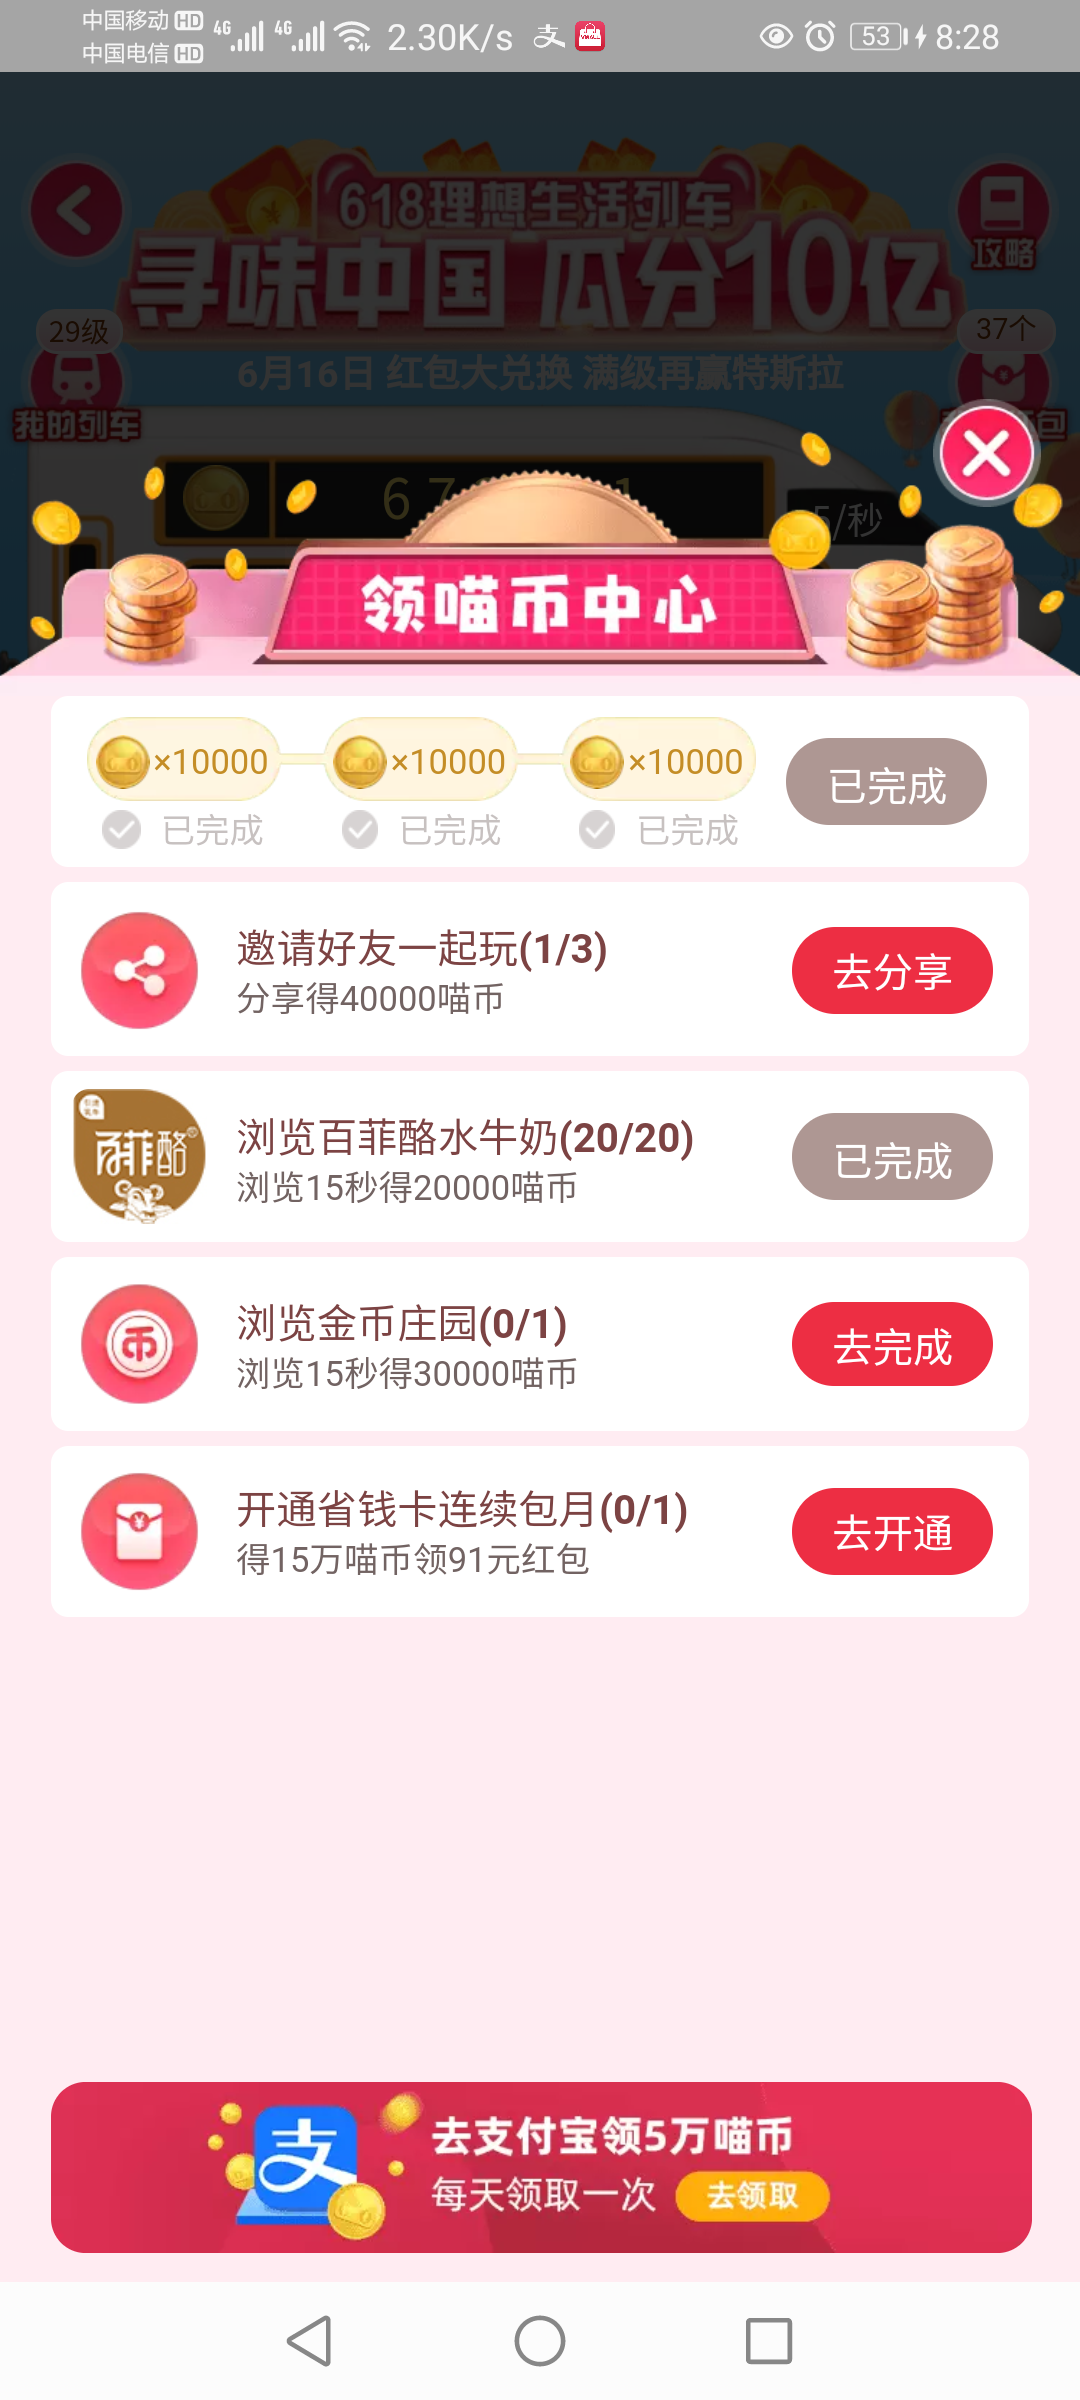 中国移动 HD 4G 4G 2.30K/s 支 53 8:28
中国电信 HD
618理想生活列车
寻味中国 瓜分10亿
攻略
29级
37个
6月16日 红包大兑换 满级再赢特斯拉
我的列车
包
5/秒
领喵币中心
×10000 ×10000 ×10000
已完成
已完成 已完成 已完成
邀请好友一起玩(1/3)
分享得40000喵币
去分享
百菲酪
浏览百菲酪水牛奶(20/20)
浏览15秒得20000喵币
已完成
币
浏览金币庄园(0/1)
浏览15秒得30000喵币
去完成
开通省钱卡连续包月(0/1)
得15万喵币领91元红包
去开通
支
去支付宝领5万喵币
每天领取一次 去领取